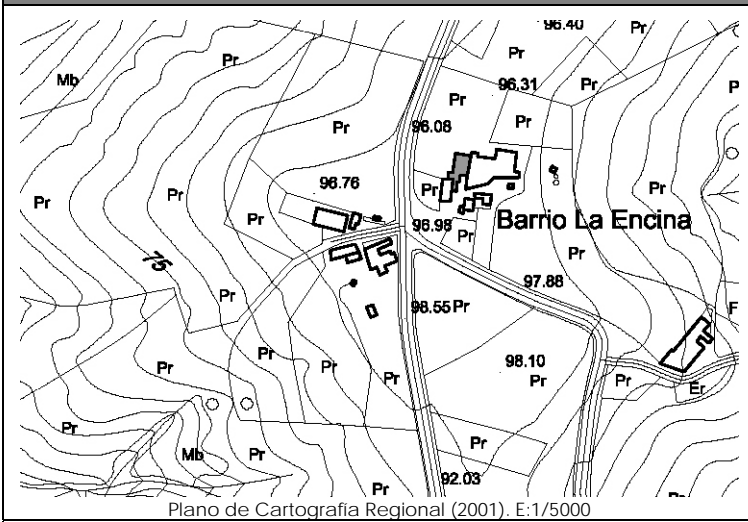 96.40
Pr
Pr
Pr
Mb
96.31
Pr
Pr
Pr
Pr
96.08
Pr
96.76
Pr
Pr
Pr
Pr
Pr
96.98
Pr
Barrio La Encina
Pr
75
97.88
Pr
98.55
Pr
Pr
Pr
Pr
98.10
Pr
Pr
Pr
Er
Pr
Pr
Mb
Pr
Pr
92.03
Plano de Cartografía Regional (2001). E:1/5000